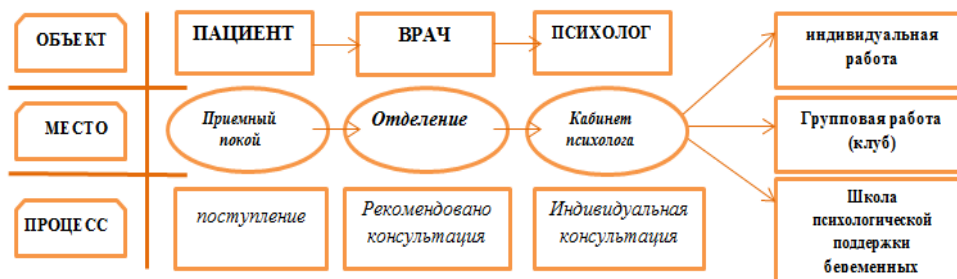 ОБЪЕКТ
ПАЦИЕНТ
ВРАЧ
ПСИХОЛОГ
индивидуальная
работа
МЕСТО
Приемный
покой
Отделение
Кабинет
психолога
Групповая работа
(клуб)
ПРОЦЕСС
поступление
Рекомендовано
консультация
Индивидуальная
консультация
Школа
психологической
поддержки
беременных